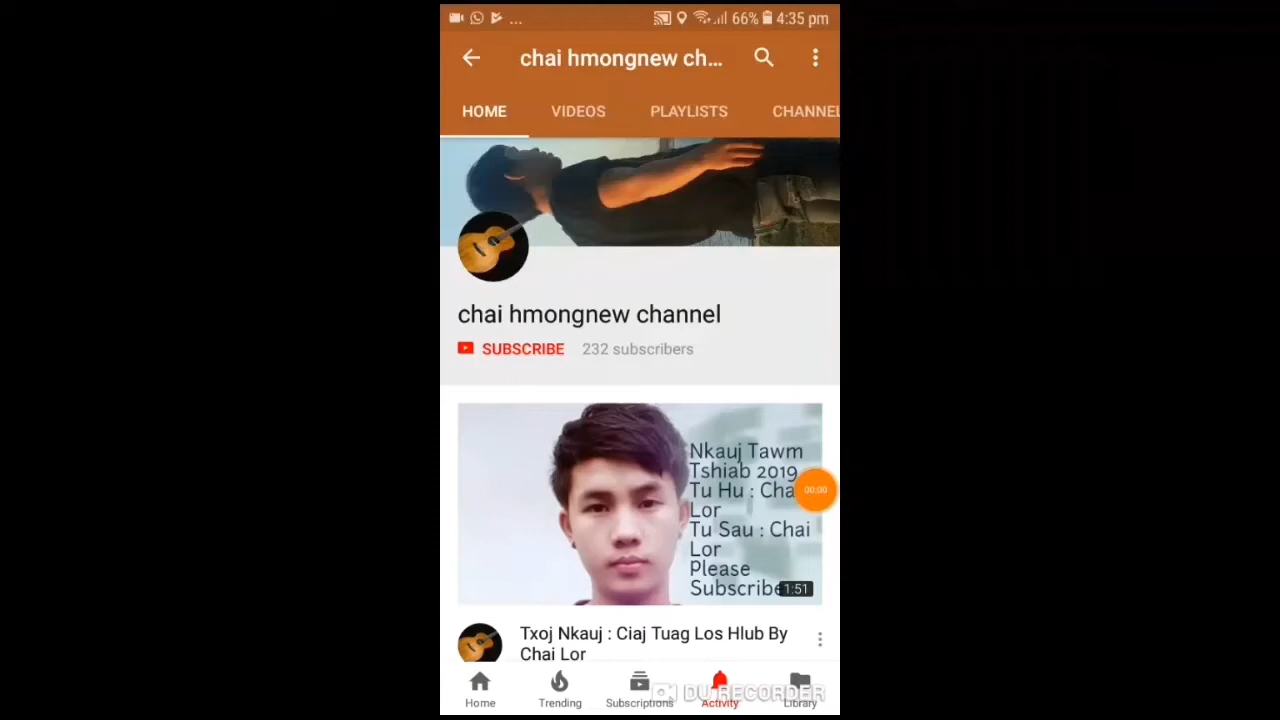 ... 66% 4:35 pm
chai hmongnew ch...
HOME VIDEOS PLAYLISTS CHANNEL
chai hmongnew channel
SUBSCRIBE 232 subscribers
Nkauj Tawm
Tshiab 2019
Tu Hu : Cha
Lor
Tu Sau : Chai
Lor
Please
Subscribe
00:00
1:51
Txoj Nkauj : Ciaj Tuag Los Hlub By
Chai Lor
Home Trending Subscriptions Activity Library
DU RECORDER